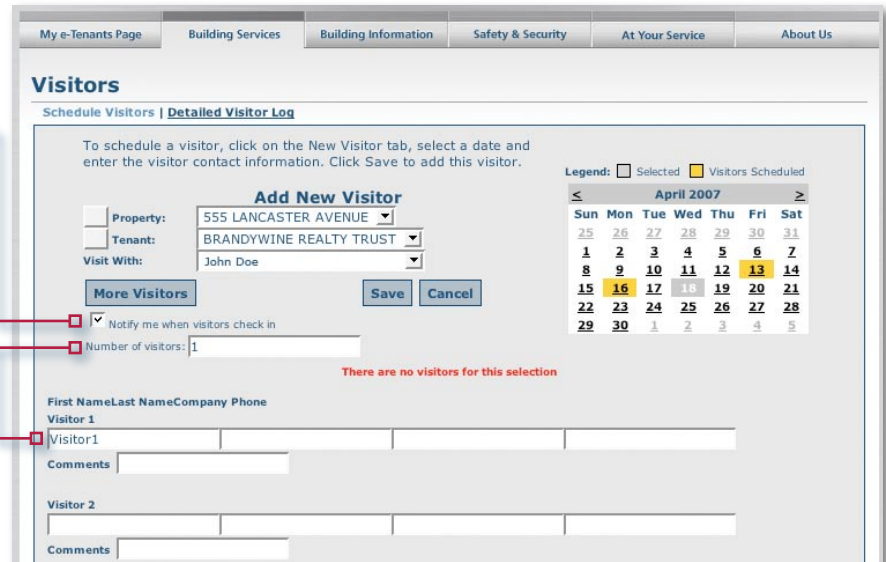 My e-Tenants Page Building Services Building Information Safety & Security At Your Service About Us
Visitors
Schedule Visitors | Detailed Visitor Log
To schedule a visitor, click on the New Visitor tab, select a date and
enter the visitor contact information. Click Save to add this visitor.
Legend: Selected Visitors Scheduled
< April 2007 >
Sun Mon Tue Wed Thu Fri Sat
25 26 27 28 29 30 31
1 2 3 4 5 6 7
8 9 10 11 12 13 14
15 16 17 18 19 20 21
22 23 24 25 26 27 28
29 30 1 2 3 4 5
Add New Visitor
Property: 555 LANCASTER AVENUE
Tenant: BRANDYWINE REALTY TRUST
Visit With: John Doe
More Visitors Save Cancel
Notify me when visitors check in
Number of visitors: 1
There are no visitors for this selection
First NameLast NameCompany Phone
Visitor 1
Visitor1
Comments
Visitor 2
Comments